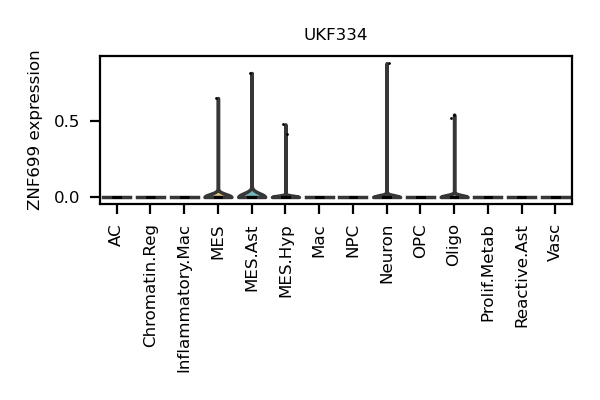 UKF334
ZNF699 expression
0.5
0.0
AC
Chromatin.Reg
Inflammatory.Mac
MES
MES.Ast
MES.Hyp
Mac
NPC
Neuron
OPC
Oligo
Prolif.Metab
Reactive.Ast
Vasc